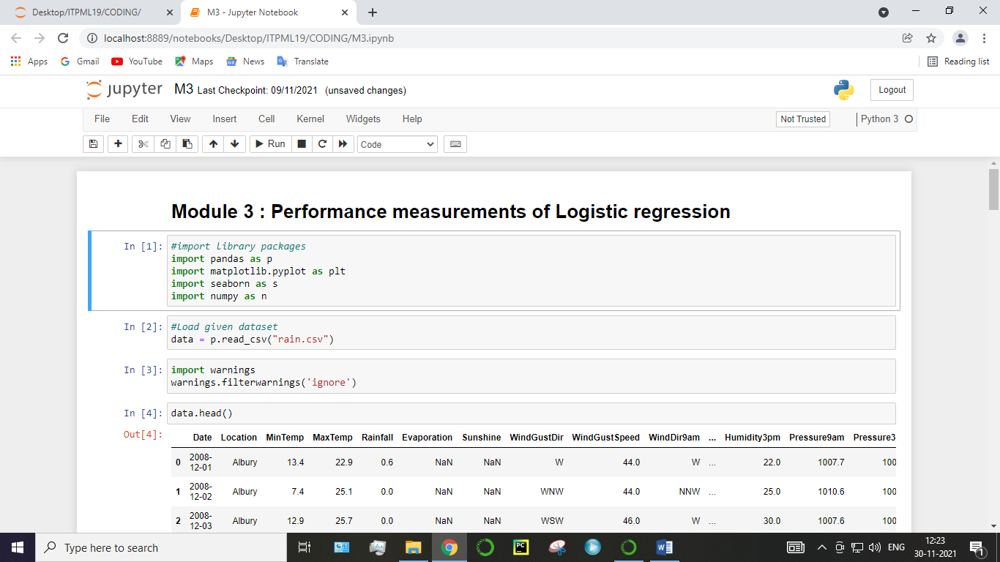 Desktop/ITPML19/CODING/
M3 - Jupyter Notebook
localhost:8889/notebooks/Desktop/ITPML19/CODING/M3.ipynb
Apps Gmail YouTube Maps News Translate Reading list
jupyter M3 Last Checkpoint: 09/11/2021 (unsaved changes) Logout
File Edit View Insert Cell Kernel Widgets Help Not Trusted Python 3
Run Code
Module 3 : Performance measurements of Logistic regression
In [1]: #import library packages
import pandas as p
import matplotlib.pyplot as plt
import seaborn as s
import numpy as n
In [2]: #Load given dataset
data = p.read_csv("rain.csv")
In [3]: import warnings
warnings.filterwarnings('ignore')
In [4]: data.head()
Out[4]:
Date Location MinTemp MaxTemp Rainfall Evaporation Sunshine WindGustDir WindGustSpeed WindDir9am ... Humidity3pm Pressure9am Pressure3
0 2008-12-01 Albury 13.4 22.9 0.6 NaN NaN W 44.0 W ... 22.0 1007.7 100
1 2008-12-02 Albury 7.4 25.1 0.0 NaN NaN WNW 44.0 NNW ... 25.0 1010.6 100
2 2008-12-03 Albury 12.9 25.7 0.0 NaN NaN WSW 46.0 W ... 30.0 1007.6 100
Type here to search
PC
W
ENG
12:23
30-11-2021
1